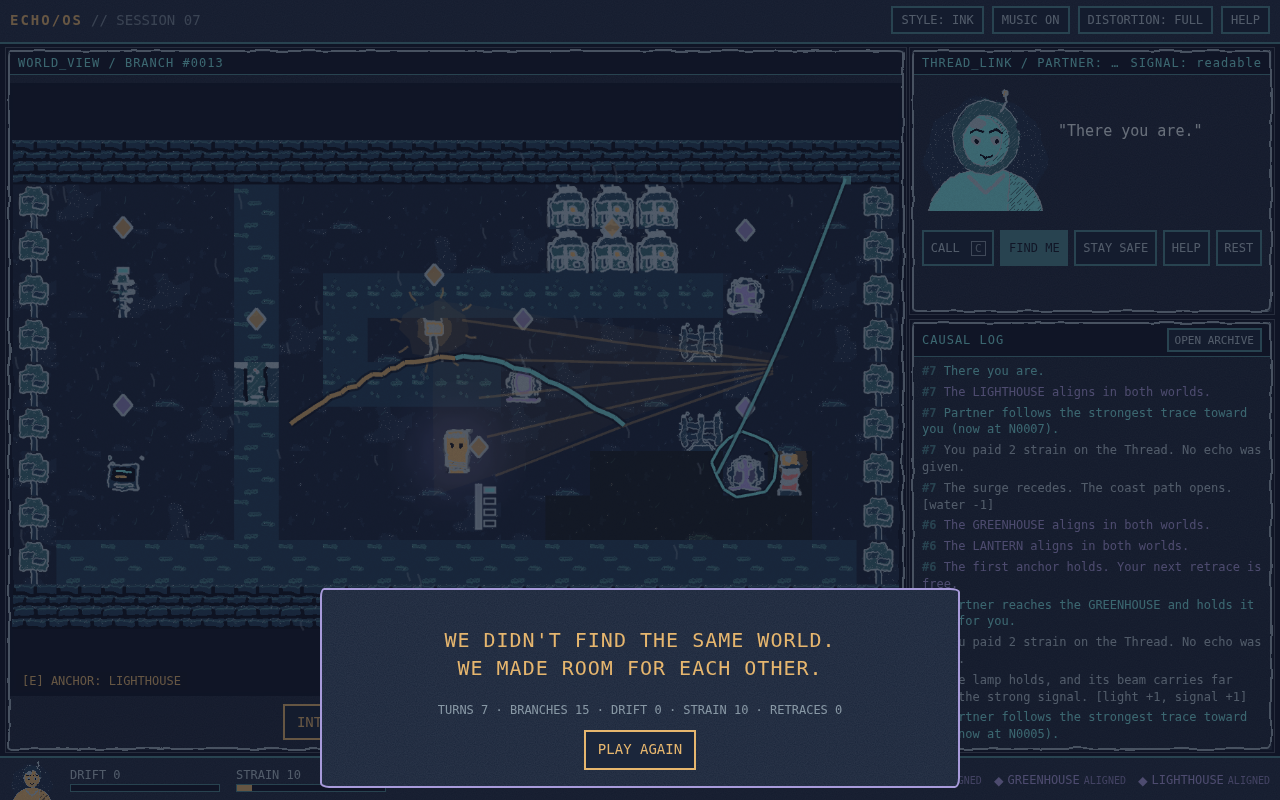 ECHO/OS // SESSION 07
STYLE: INK
MUSIC ON
DISTORTION: FULL
HELP
WORLD_VIEW / BRANCH #0013
THREAD_LINK / PARTNER: … SIGNAL: readable
"There you are."
CALL C
FIND ME
STAY SAFE
HELP
REST
CAUSAL LOG
OPEN ARCHIVE
#7 There you are.
#7 The LIGHTHOUSE aligns in both worlds.
#7 Partner follows the strongest trace toward
you (now at N0007).
#7 You paid 2 strain on the Thread. No echo was
given.
#7 The surge recedes. The coast path opens.
[water -1]
#6 The GREENHOUSE aligns in both worlds.
#6 The LANTERN aligns in both worlds.
#6 The first anchor holds. Your next retrace is
free.
rtner reaches the GREENHOUSE and holds it
for you.
u paid 2 strain on the Thread. No echo was
e lamp holds, and its beam carries far
the strong signal. [light +1, signal +1]
rtner follows the strongest trace toward
now at N0005).
[E] ANCHOR: LIGHTHOUSE
INT
WE DIDN'T FIND THE SAME WORLD.
WE MADE ROOM FOR EACH OTHER.
TURNS 7 · BRANCHES 15 · DRIFT 0 · STRAIN 10 · RETRACES 0
PLAY AGAIN
DRIFT 0
STRAIN 10
GNED
◆ GREENHOUSE ALIGNED
◆ LIGHTHOUSE ALIGNED